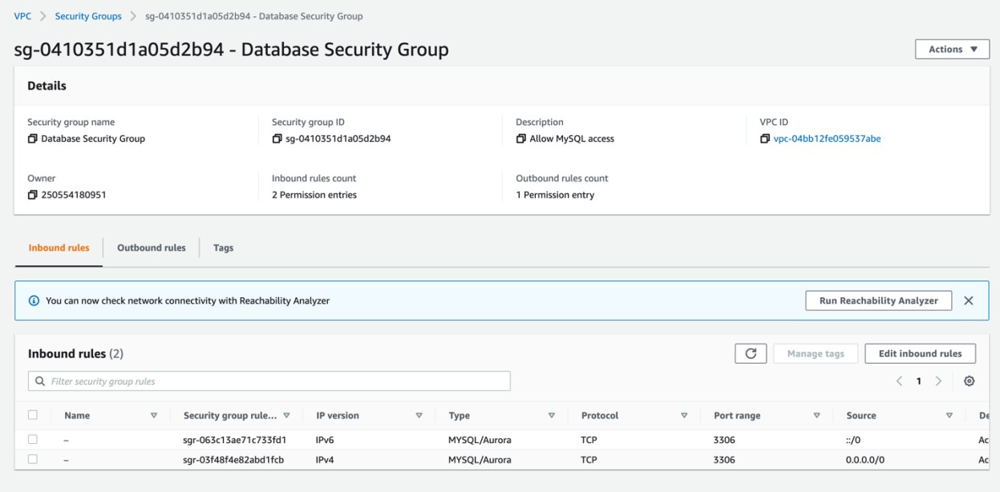 VPC > Security Groups > sg-0410351d1a05d2b94 - Database Security Group
sg-0410351d1a05d2b94 - Database Security Group
Actions ▼
Details
Security group name
Database Security Group
Security group ID
sg-0410351d1a05d2b94
Description
Allow MySQL access
VPC ID
vpc-04bb12fe059537abe
Owner
250554180951
Inbound rules count
2 Permission entries
Outbound rules count
1 Permission entry
Inbound rules Outbound rules Tags
You can now check network connectivity with Reachability Analyzer Run Reachability Analyzer
Inbound rules (2) Manage tags Edit inbound rules
Filter security group rules 1
Name Security group rule... IP version Type Protocol Port range Source De
– sgr-063c13ae71c733fd1 IPv6 MYSQL/Aurora TCP 3306 ::/0 Ac
– sgr-03f48f4e82abd1fcb IPv4 MYSQL/Aurora TCP 3306 0.0.0.0/0 Ac